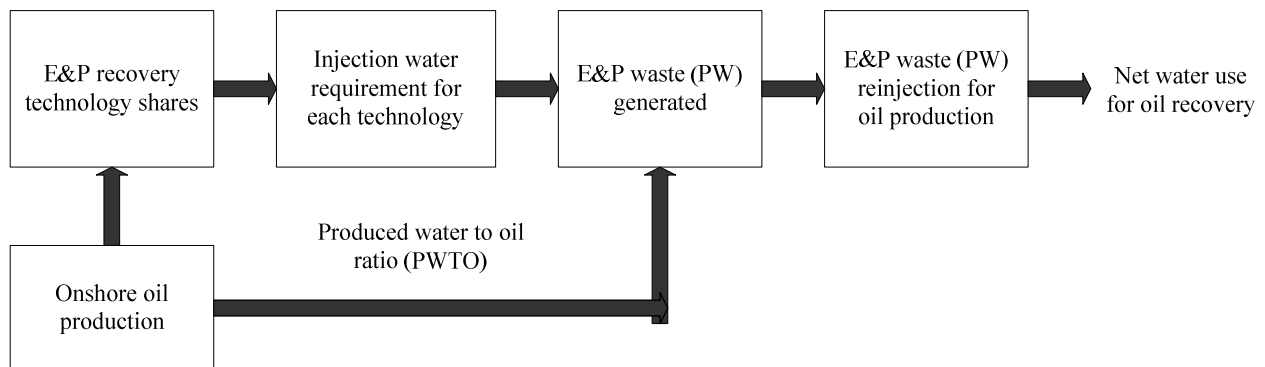 E&P recovery
technology shares
Injection water
requirement for
each technology
E&P waste (PW)
generated
E&P waste (PW)
reinjection for
oil production
Net water use
for oil recovery
Produced water to oil
ratio (PWTO)
Onshore oil
production